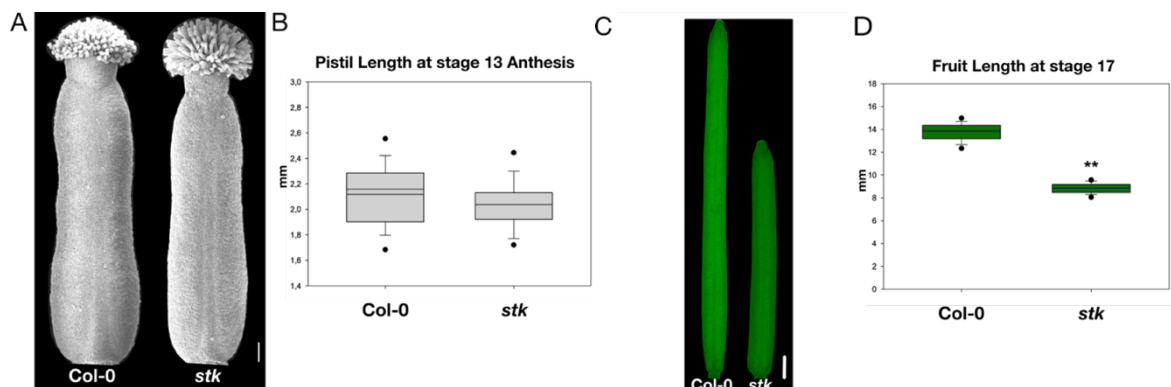 A
Col-0
stk
B
Pistil Length at stage 13 Anthesis
mm
3,0
2,8
2,6
2,4
2,2
2,0
1,8
1,6
1,4
Col-0
stk
C
Col-0
stk
D
Fruit Length at stage 17
mm
18
16
14
12
10
8
6
4
2
0
**
Col-0
stk